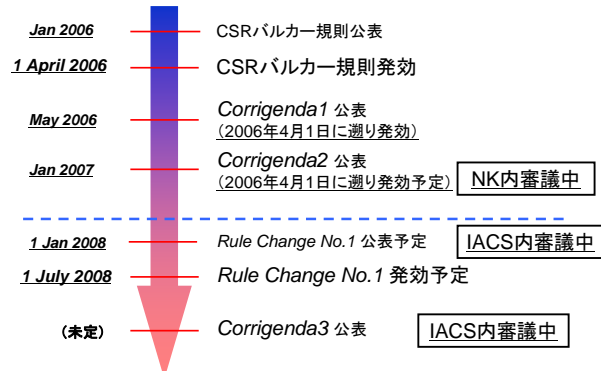 Jan 2006 CSRバルカー規則公表
1 April 2006 CSRバルカー規則発効
May 2006 Corrigenda1 公表
(2006年4月1日に遡り発効)
Jan 2007 Corrigenda2 公表
(2006年4月1日に遡り発効予定) NK内審議中
1 Jan 2008 Rule Change No.1 公表予定 IACS内審議中
1 July 2008 Rule Change No.1 発効予定
(未定) Corrigenda3 公表 IACS内審議中